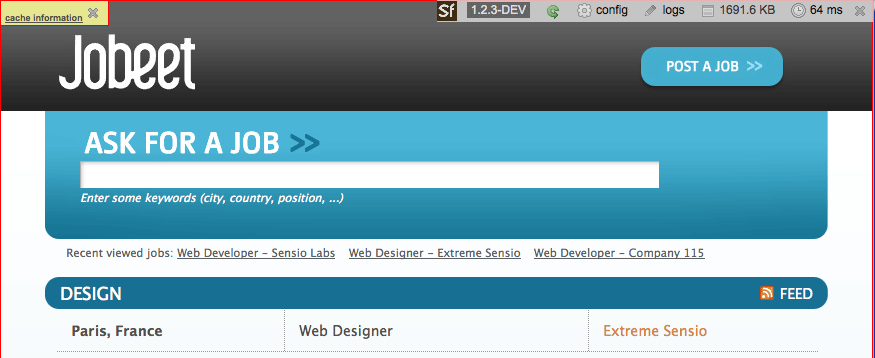 cache information
Sf 1.2.3-DEV config logs 1691.6 KB 64 ms
Jobeet
POST A JOB >>
ASK FOR A JOB >>
Enter some keywords (city, country, position, ...)
Recent viewed jobs: Web Developer - Sensio Labs Web Designer - Extreme Sensio Web Developer - Company 115
DESIGN FEED
Paris, France Web Designer Extreme Sensio